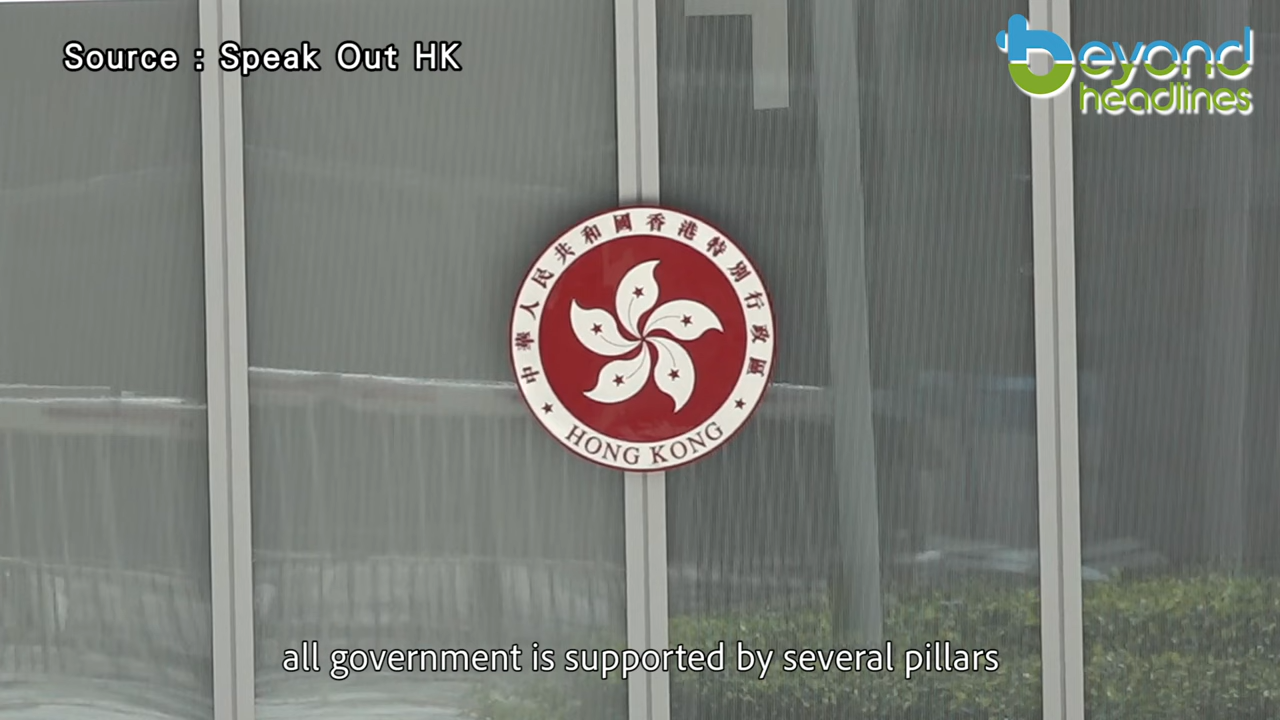 Source : Speak Out HK
beyond
headlines
中華人民共和國香港特別行政區
HONG KONG
all government is supported by several pillars